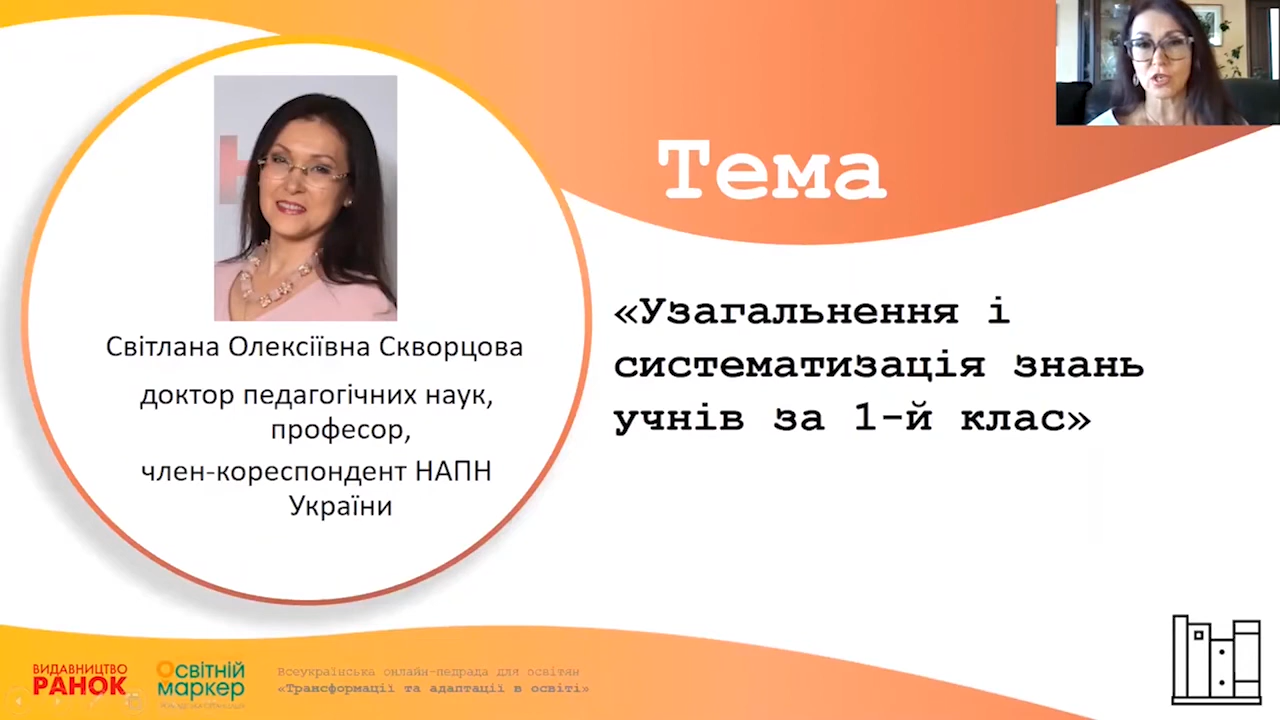 Тема
«Узагальнення і
систематизація знань
учнів за 1-й клас»
Світлана Олексіївна Скворцова
доктор педагогічних наук,
професор,
член-кореспондент НАПН
України
ВИДАВНИЦТВО
РАНОК
Освітній
маркер
Всеукраїнська онлайн-педрада для освітян
«Трансформації та адаптації в освіті»